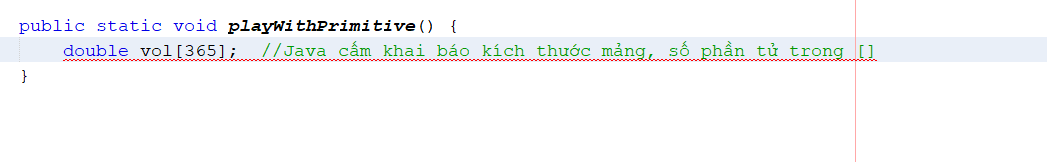 public static void playWithPrimitive() {
double vol[365];  //Java cấm khai báo kích thước mảng, số phần tử trong []
}